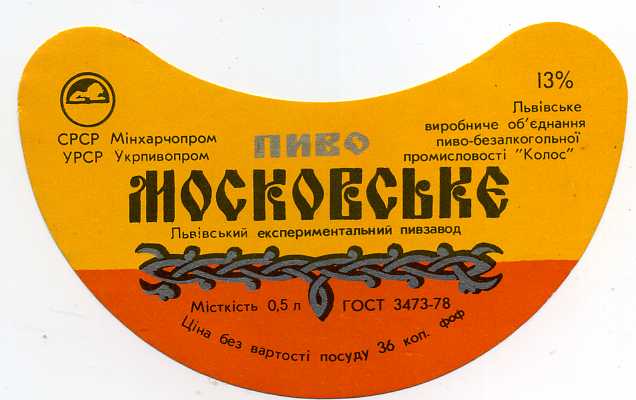 13%
СРСР Мінхарчопром
УРСР Укрпивопром
Львівське
виробниче об'єднання
пиво-безалкогольної
промисловості "Колос"
ПИВО
МОСКОВСЬКЕ
Львівський експериментальний пивзавод
Місткість 0,5 л ГОСТ 3473-78
Ціна без вартості посуду 36 коп. фоф